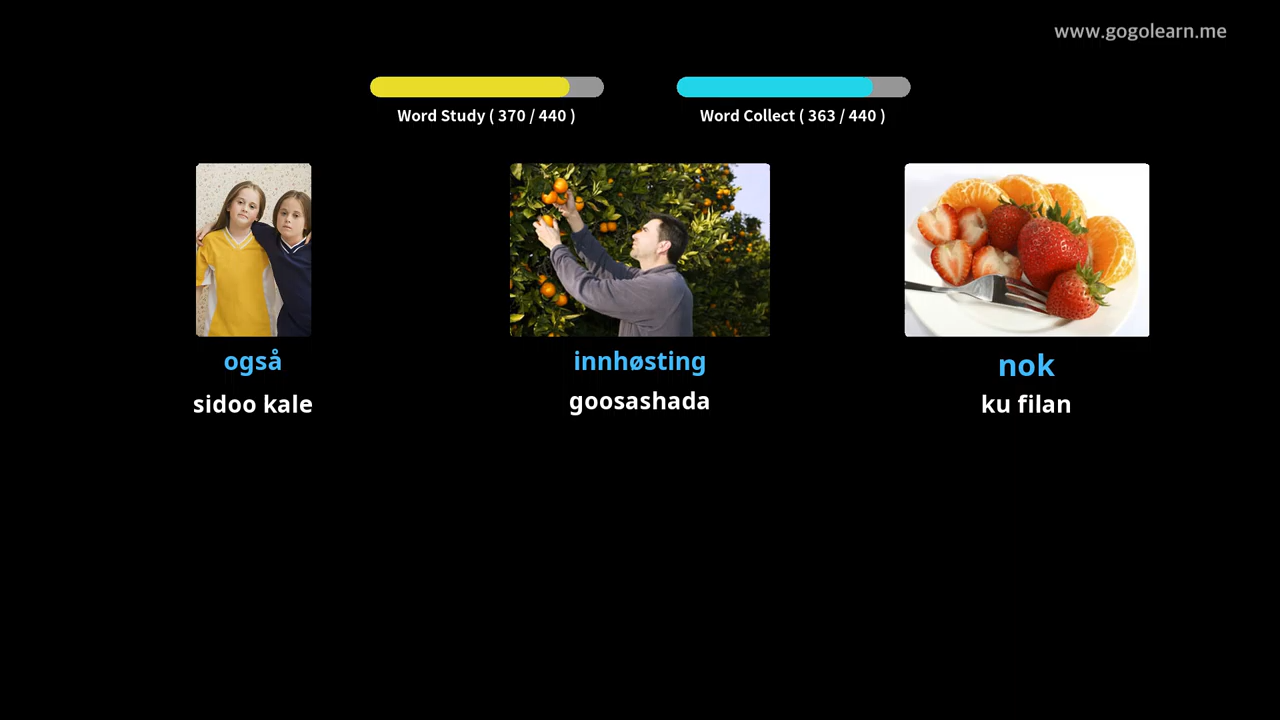 www.gogolearn.me
Word Study ( 370 / 440 )
Word Collect ( 363 / 440 )
også
innhøsting
nok
sidoo kale
goosashada
ku filan